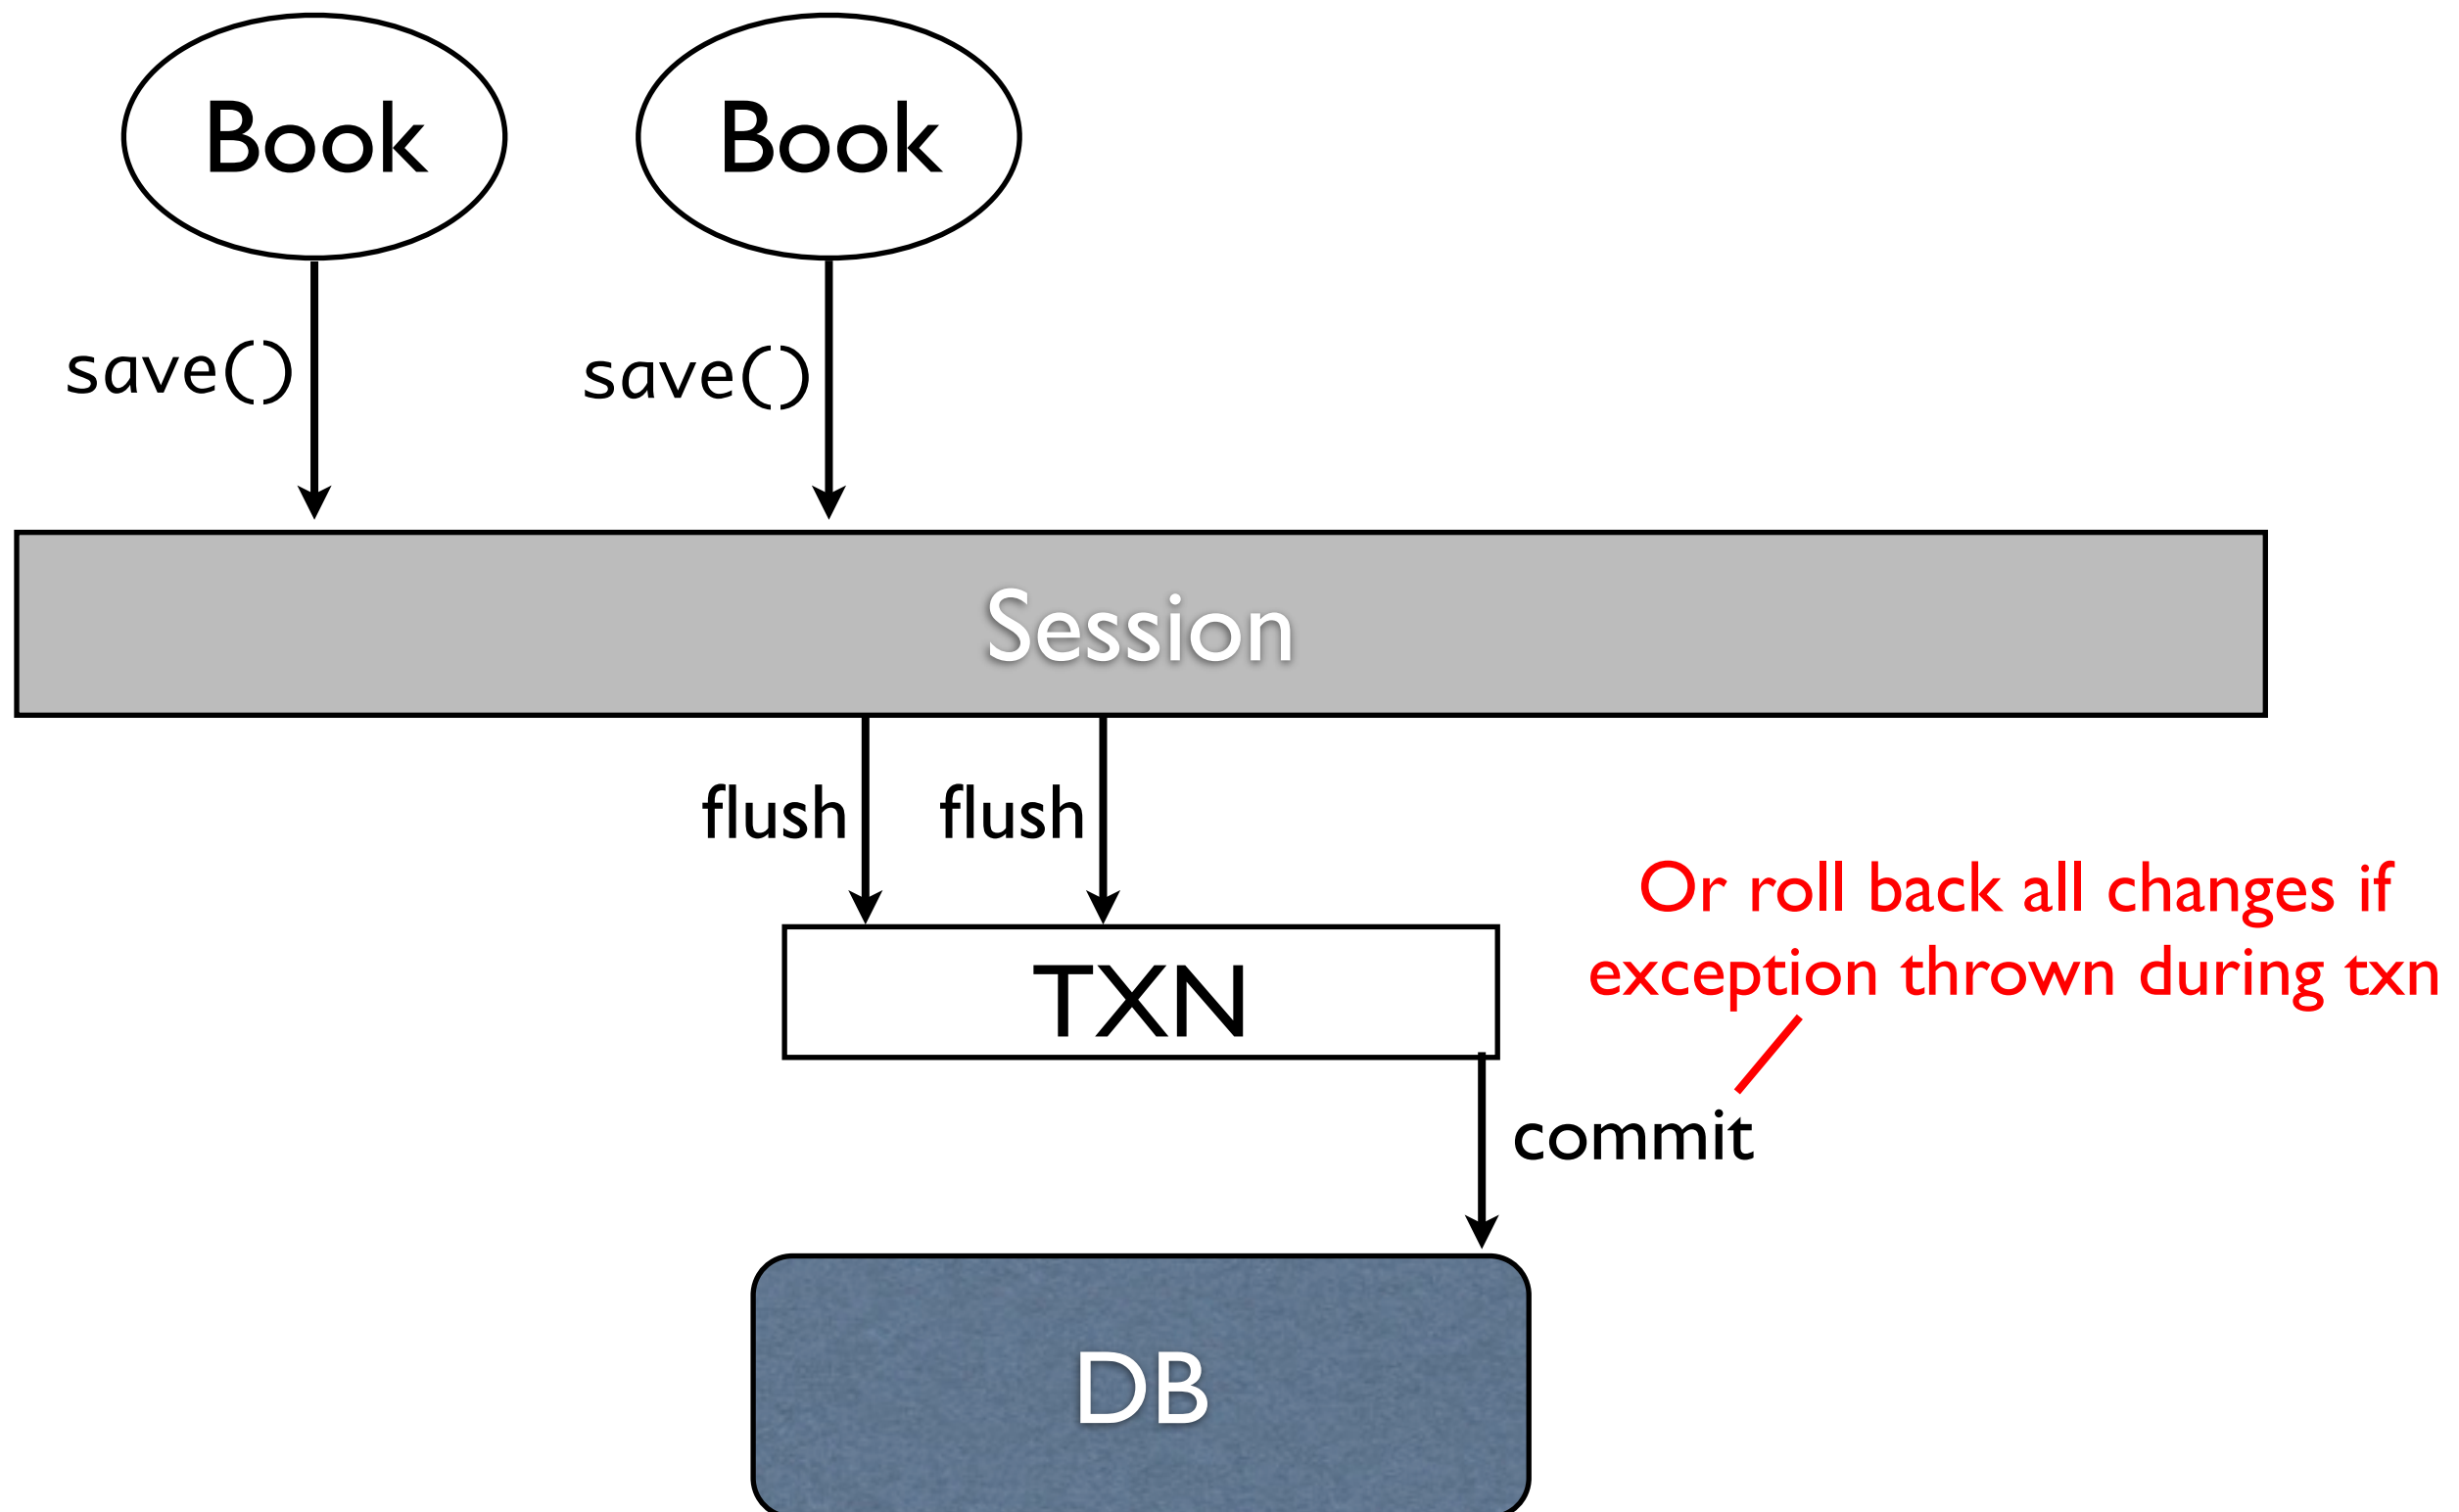 Book
Book
save()
save()
Session
flush
flush
Or roll back all changes if
exception thrown during txn
TXN
commit
DB